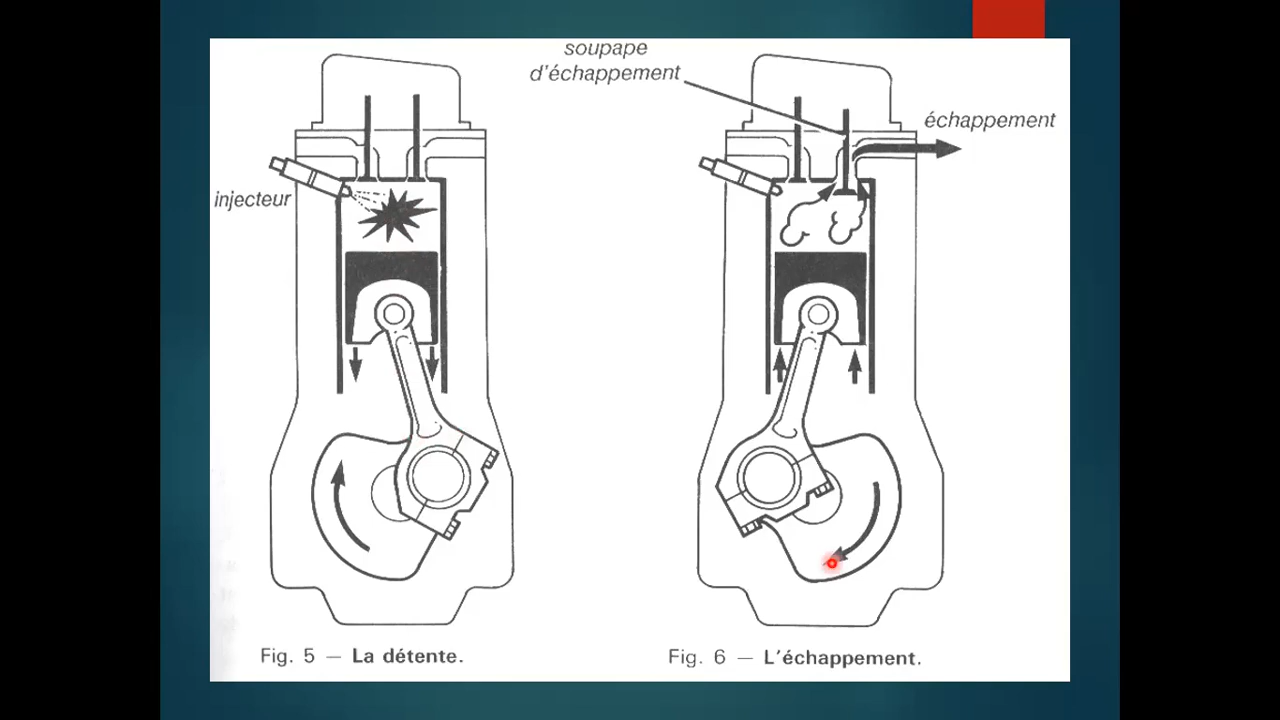 soupape
d'échappement
échappement
injecteur
Fig. 5 — La détente.
Fig. 6 — L'échappement.